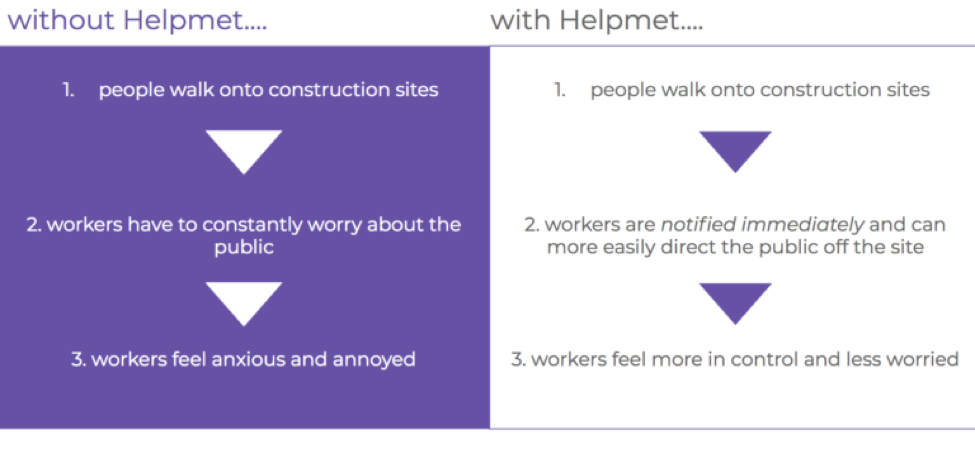 without Helpmet....
with Helpmet....
1. people walk onto construction sites
2. workers have to constantly worry about the
public
3. workers feel anxious and annoyed
1. people walk onto construction sites
2. workers are notified immediately and can
more easily direct the public off the site
3. workers feel more in control and less worried